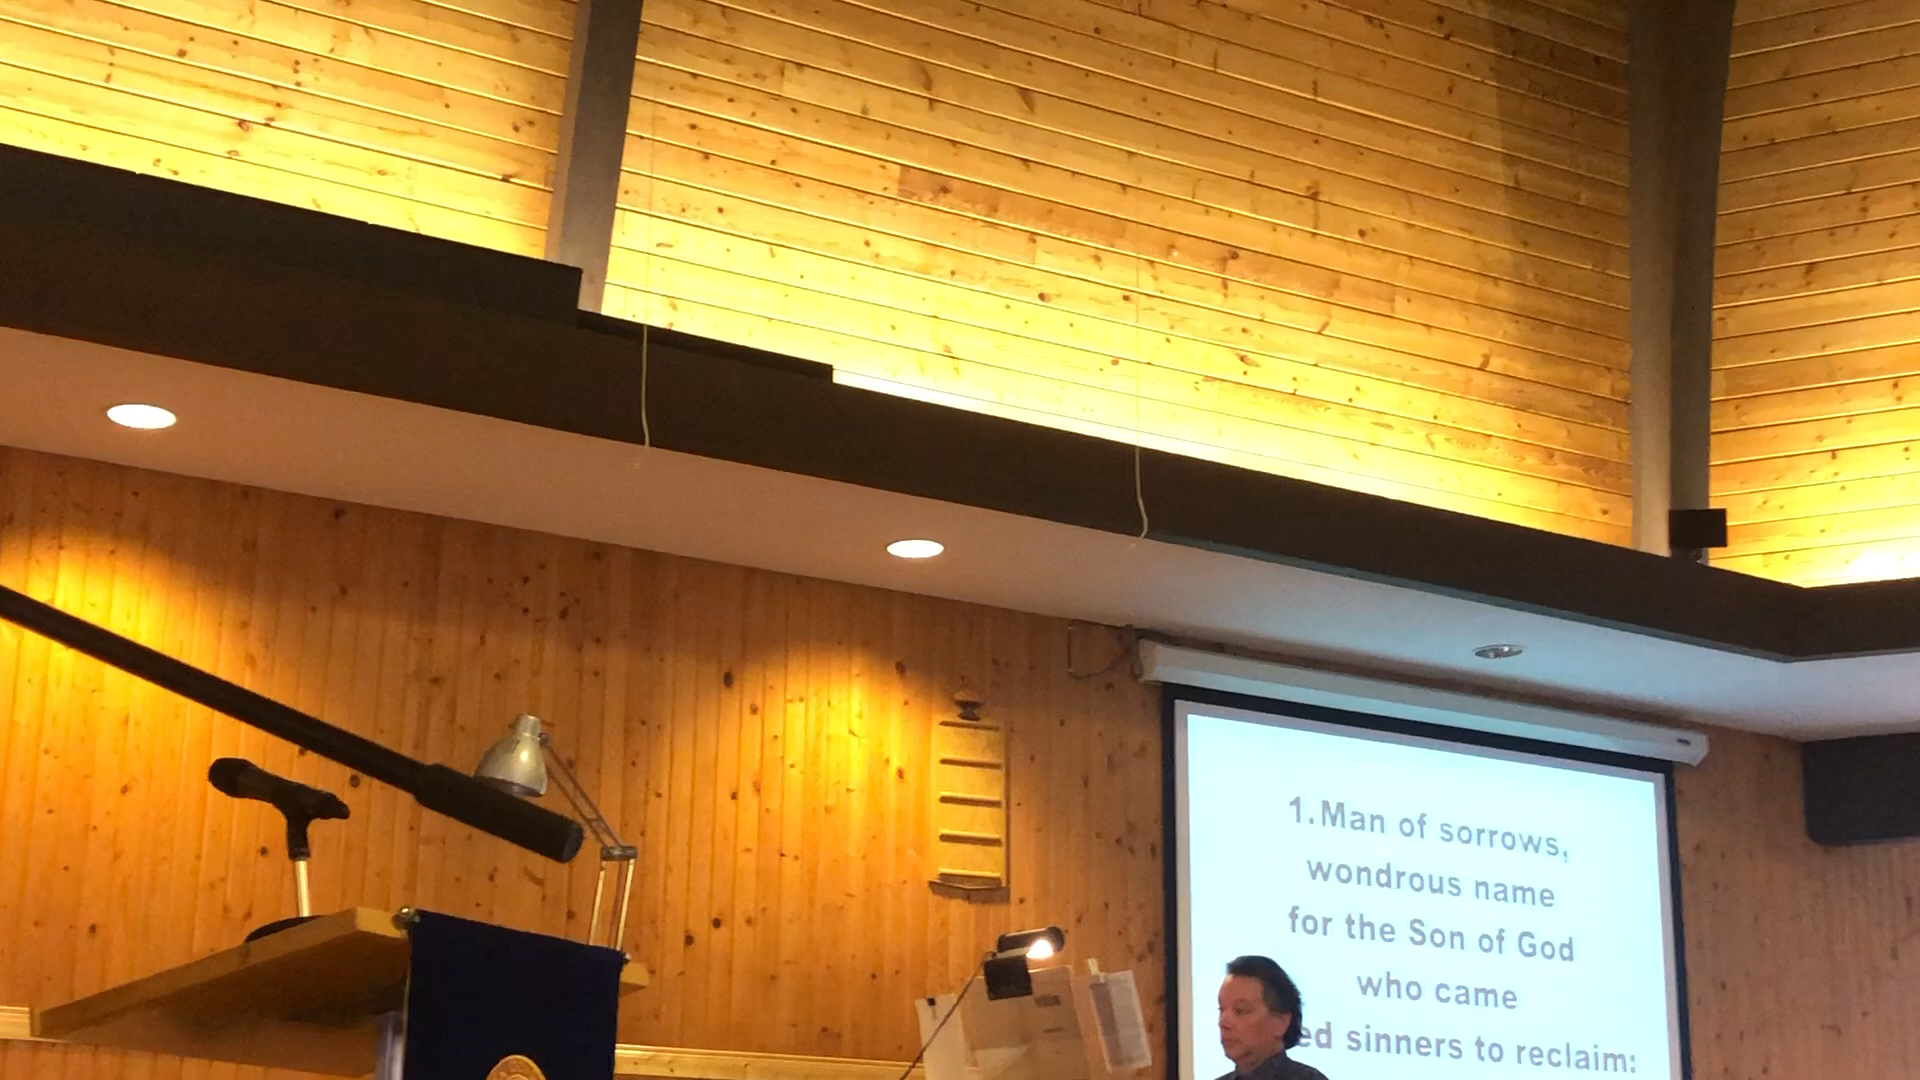 1. Man of sorrows,
wondrous name
for the Son of God
who came
sinners to reclaim: